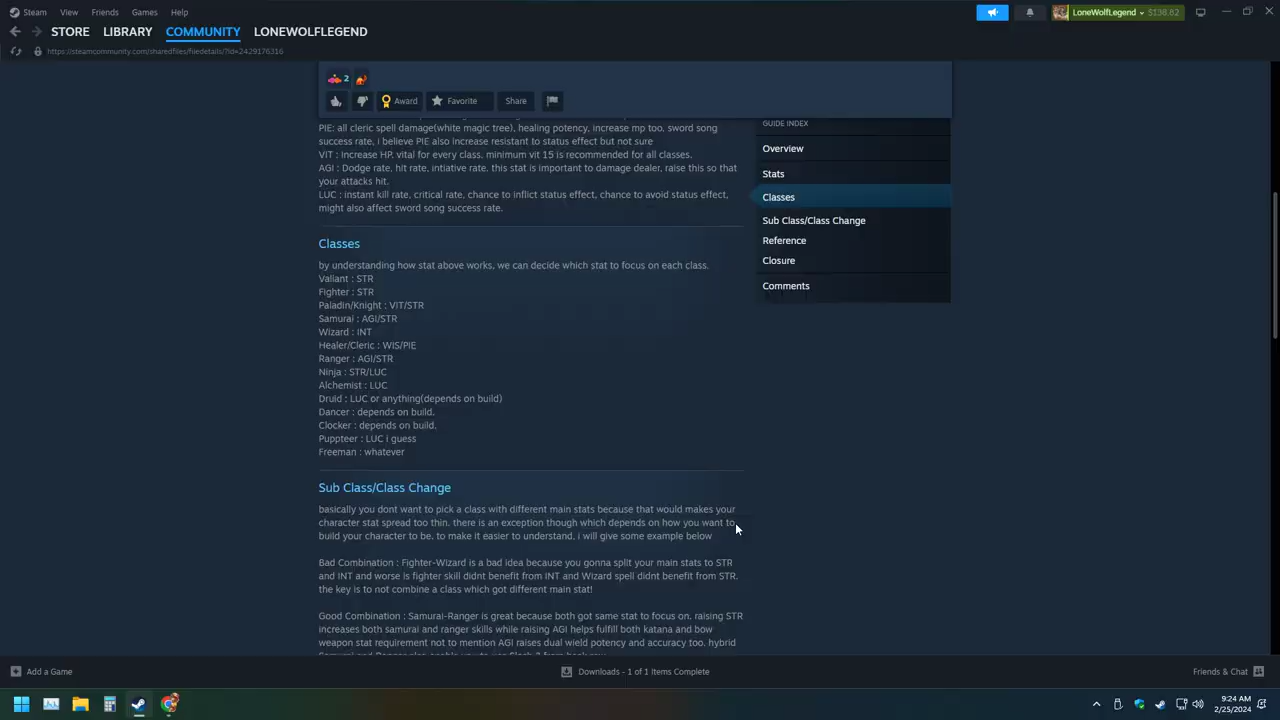 Steam View Friends Games Help
LoneWolfLegend $138.62
STORE LIBRARY COMMUNITY LONEWOLFLEGEND
https://steamcommunity.com/sharedfiles/filedetails/?id=2429176316
2
Award Favorite Share
PIE: all cleric spell damage(white magic tree), healing potency, increase mp too. sword song
success rate, i believe PIE also increase resistant to status effect but not sure
VIT : Increase HP. vital for every class. minimum vit 15 is recommended for all classes.
AGI : Dodge rate, hit rate, intiative rate. this stat is important to damage dealer, raise this so that
your attacks hit.
LUC : instant kill rate, critical rate, chance to inflict status effect, chance to avoid status effect,
might also affect sword song success rate.
Classes
by understanding how stat above works, we can decide which stat to focus on each class.
Valiant : STR
Fighter : STR
Paladin/Knight : VIT/STR
Samurai : AGI/STR
Wizard : INT
Healer/Cleric : WIS/PIE
Ranger : AGI/STR
Ninja : STR/LUC
Alchemist : LUC
Druid : LUC or anything(depends on build)
Dancer : depends on build.
Clocker : depends on build.
Puppteer : LUC i guess
Freeman : whatever
Sub Class/Class Change
basically you dont want to pick a class with different main stats because that would makes your
character stat spread too thin. there is an exception though which depends on how you want to
build your character to be. to make it easier to understand, i will give some example below
Bad Combination : Fighter-Wizard is a bad idea because you gonna split your main stats to STR
and INT and worse is fighter skill didnt benefit from INT and Wizard spell didnt benefit from STR.
the key is to not combine a class which got different main stat!
Good Combination : Samurai-Ranger is great because both got same stat to focus on. raising STR
increases both samurai and ranger skills while raising AGI helps fulfill both katana and bow
weapon stat requirement not to mention AGI raises dual wield potency and accuracy too. hybrid
GUIDE INDEX
Overview
Stats
Classes
Sub Class/Class Change
Reference
Closure
Comments
Add a Game
Downloads - 1 of 1 Items Complete
Friends & Chat
9:24 AM
2/25/2024